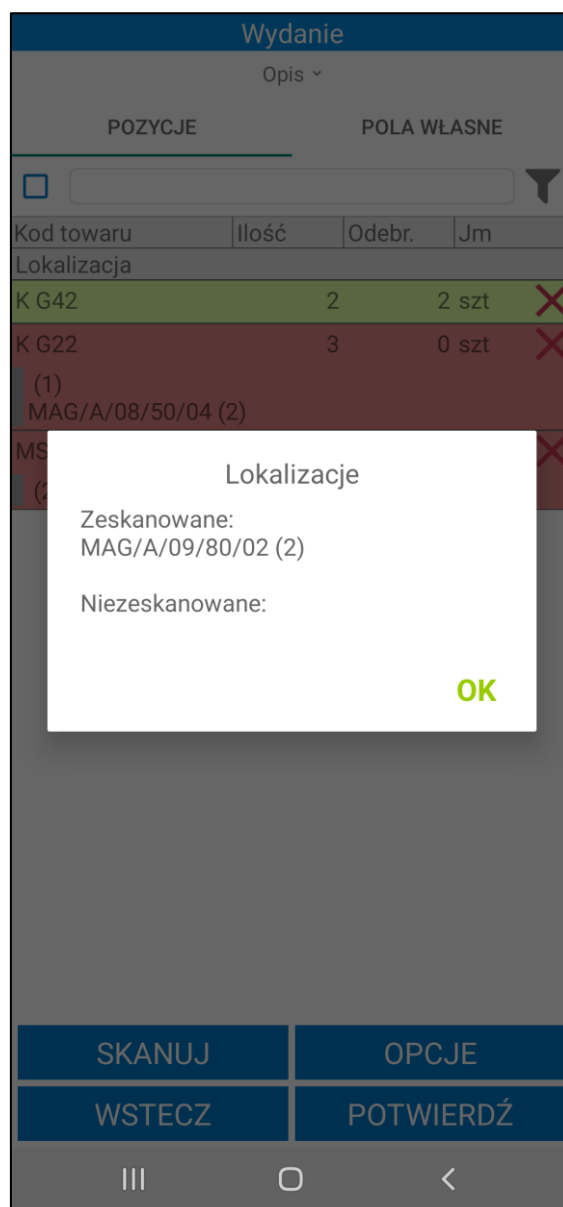 Wydanie
Opis
POZYCJE POLA WŁASNE
Kod towaru Ilość Odebr. Jm
Lokalizacja
K G42 2 2 szt
K G22 3 0 szt
(1)
MAG/A/08/50/04 (2)
MS
Lokalizacje
Zeskanowane:
MAG/A/09/80/02 (2)
Niezeskanowane:
OK
SKANUJ OPCJE
WSTECZ POTWIERDŹ